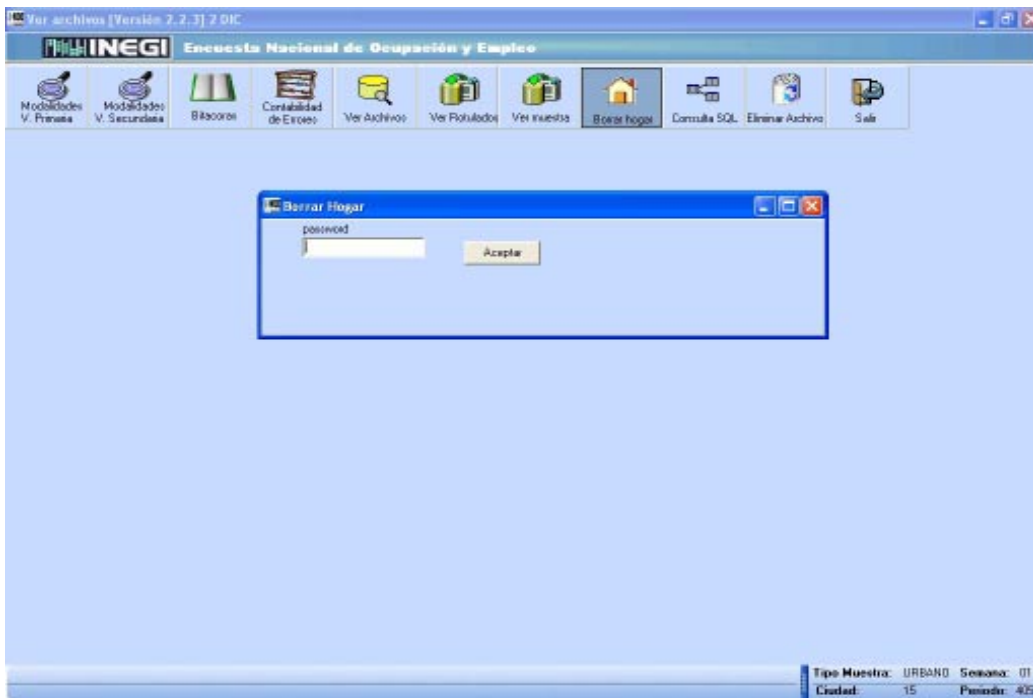 Ver archivos [Versión 2.2.3] 2 DIC
INEGI Encuesta Nacional de Ocupación y Empleo
Modalidades V. Primaria
Modalidades V. Secundaria
Bitacoras
Contabilidad de Errores
Ver Archivos
Ver Rotulados
Ver muestra
Borrar hogar
Consulta SQL
Eliminar Archivo
Salir
Borrar Hogar
password
Aceptar
Tipo Muestra: URBANO Semana: 01
Ciudad: 15 Periodo: